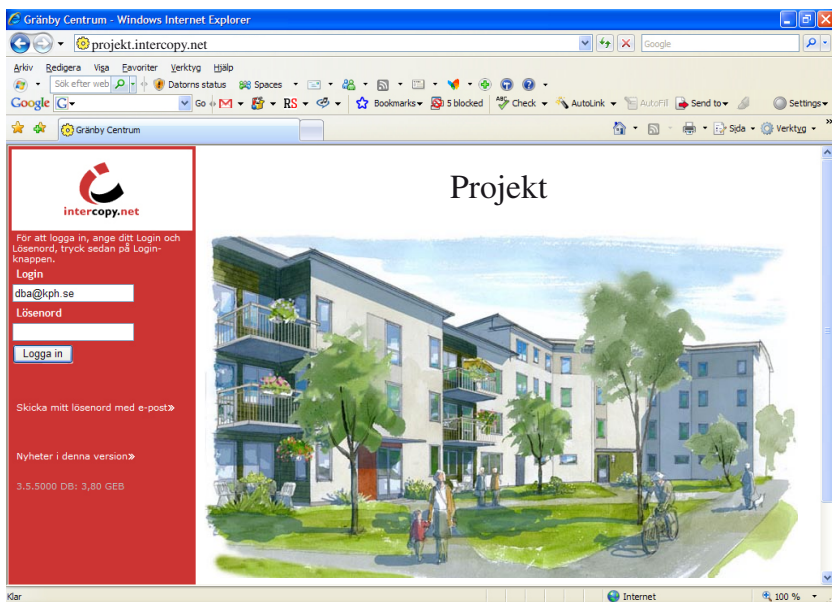 Gränby Centrum - Windows Internet Explorer
projekt.intercopy.net
Google
Arkiv Redigera Visa Favoriter Verktyg Hjälp
Sök efter web Datorns status Spaces
Google G Go RS Bookmarks 5 blocked Check AutoLink AutoFill Send to Settings
Gränby Centrum Sida Verktyg »
intercopy.net
Projekt
För att logga in, ange ditt Login och
Lösenord, tryck sedan på Login-
knappen.
Login
dba@kph.se
Lösenord
Logga in
Skicka mitt lösenord med e-post»
Nyheter i denna version»
3.5.5000 DB: 3,80 GEB
Klar Internet 100 %